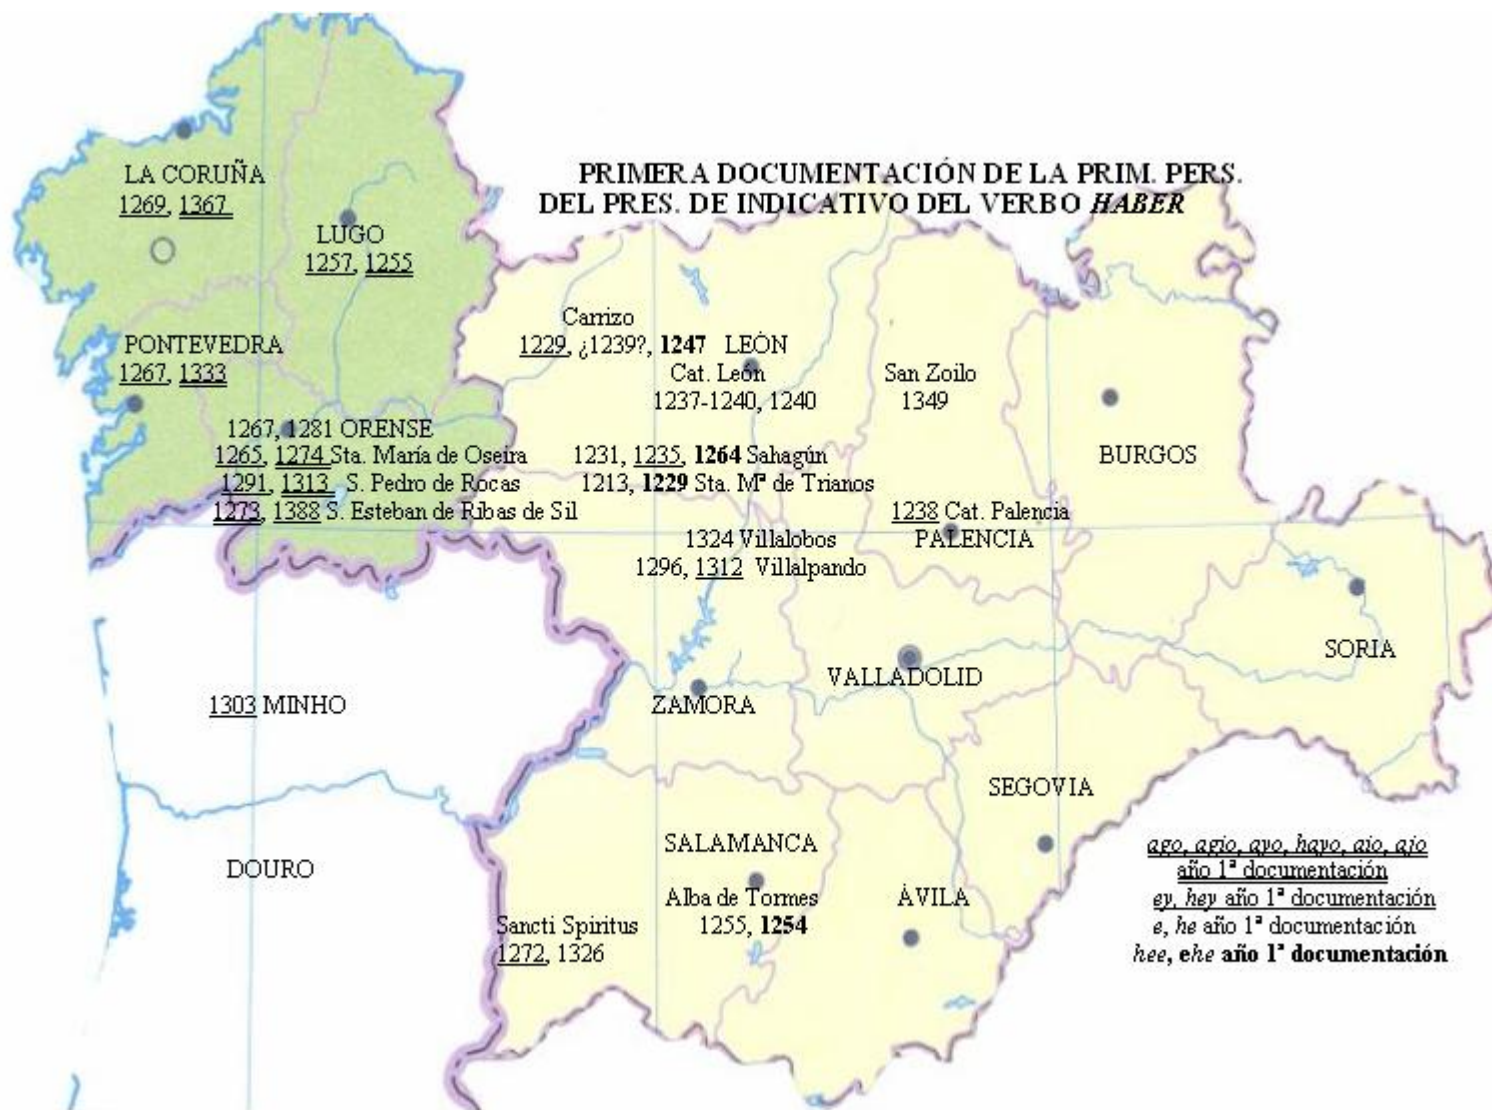 PRIMERA DOCUMENTACIÓN DE LA PRIM. PERS.
DEL PRES. DE INDICATIVO DEL VERBO HABER
LA CORUÑA
1269, 1367
LUGO
1257, 1255
PONTEVEDRA
1267, 1333
1267, 1281 ORENSE
1265, 1274 Sta. María de Oseira
1291, 1313 S. Pedro de Rocas
1273, 1388 S. Esteban de Ribas de Sil
Carrizo
1229, ¿1239?, 1247 LEÓN
Cat. León
1237-1240, 1240
San Zoilo
1349
BURGOS
1231, 1235, 1264 Sahagún
1213, 1229 Sta. Mª de Trianos
1238 Cat. Palencia
PALENCIA
1324 Villalobos
1296, 1312 Villalpando
SORIA
VALLADOLID
ZAMORA
1303 MINHO
SEGOVIA
DOURO
SALAMANCA
Alba de Tormes
1255, 1254
ÁVILA
Sancti Spiritus
1272, 1326
ago, agio, ayo, hayo, aio, ajo
año 1ª documentación
ey, hey año 1ª documentación
e, he año 1ª documentación
hee, ehe año 1ª documentación